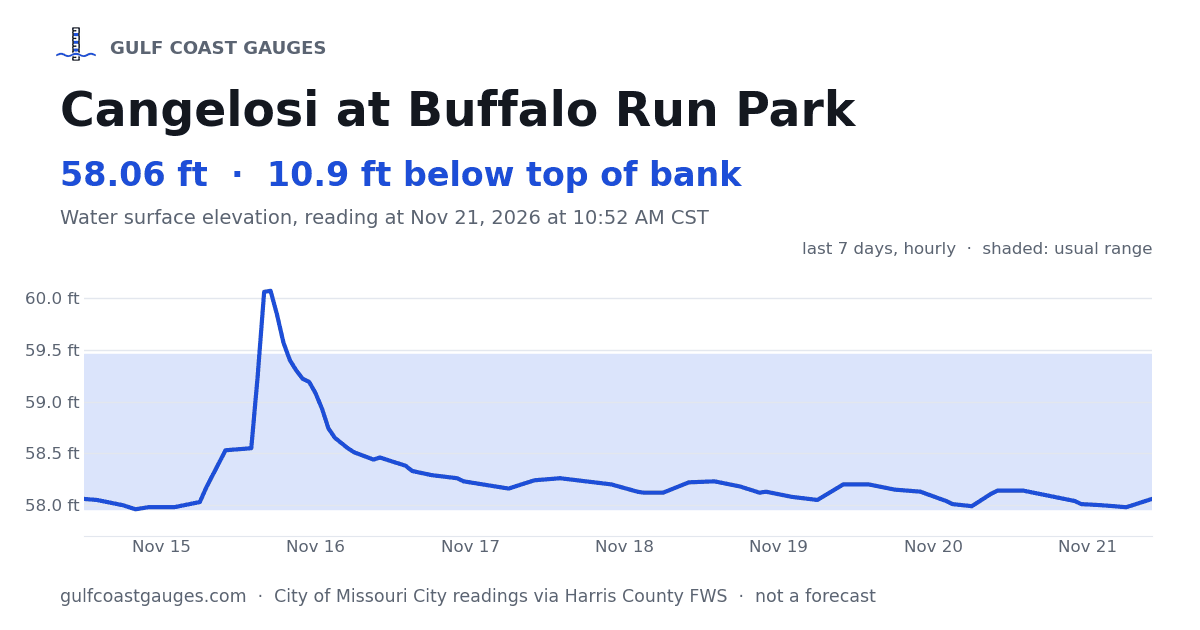 GULF COAST GAUGES
Cangelosi at Buffalo Run Park
58.06 ft · 10.9 ft below top of bank
Water surface elevation, reading at Nov 21, 2026 at 10:52 AM CST
last 7 days, hourly · shaded: usual range
60.0 ft
59.5 ft
59.0 ft
58.5 ft
58.0 ft
Nov 15 Nov 16 Nov 17 Nov 18 Nov 19 Nov 20 Nov 21
gulfcoastgauges.com · City of Missouri City readings via Harris County FWS · not a forecast